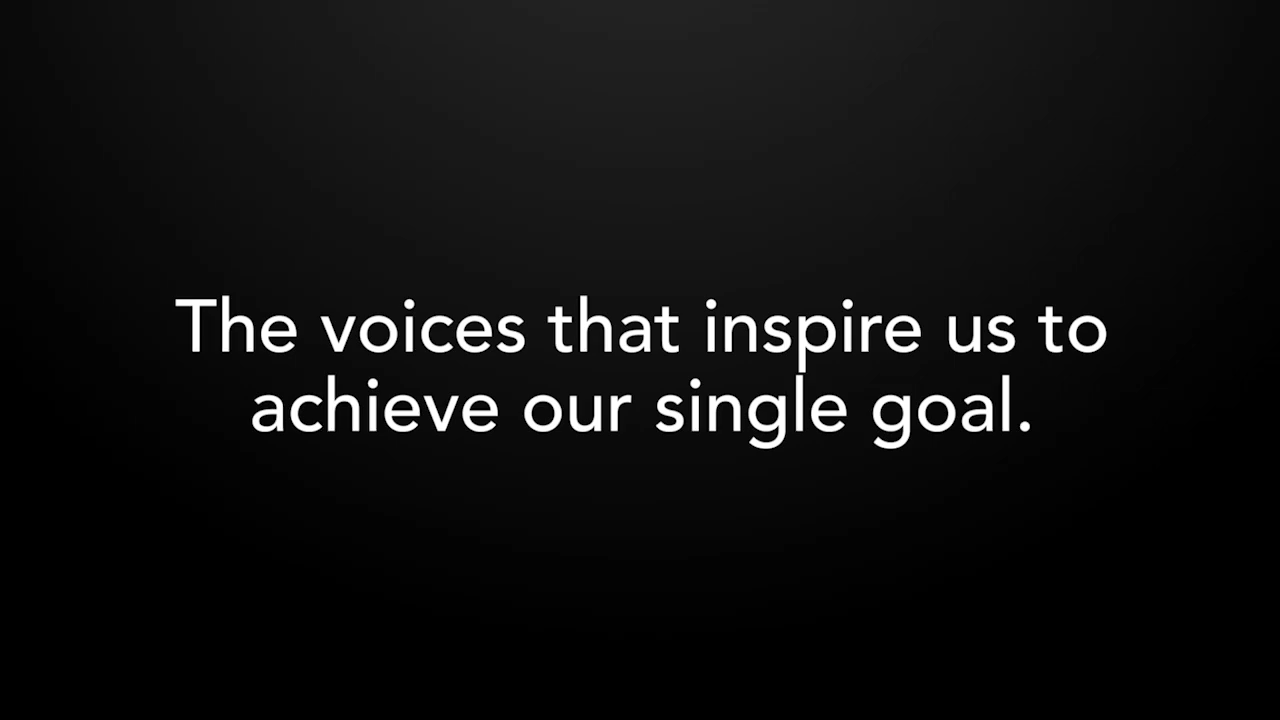 The voices that inspire us to
achieve our single goal.